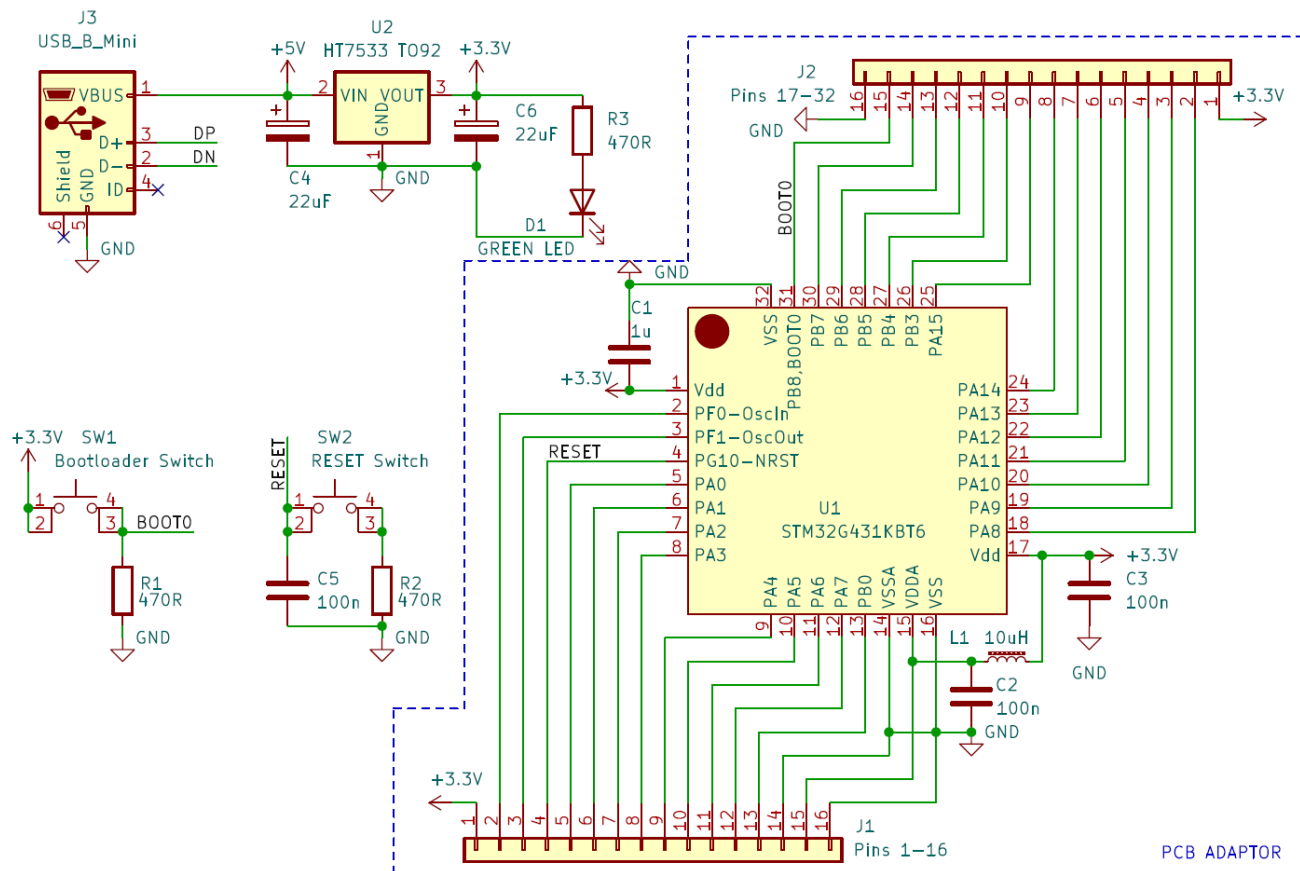 J3
USB_B_Mini
VBUS
1
D+
3
DP
D-
2
DN
ID
4
Shield
GND
6
5
GND
+5V
U2
HT7533 TO92
+3.3V
2
VIN
VOUT
3
GND
1
GND
+
C4
22uF
+
C6
22uF
R3
470R
D1
GREEN LED
J2
Pins 17-32
16
15
14
13
12
11
10
9
8
7
6
5
4
3
2
1
+3.3V
GND
BOOT0
GND
C1
1u
+3.3V
32
31
30
29
28
27
26
25
VSS
PB8,BOOT0
PB7
PB6
PB5
PB4
PB3
PA15
1
Vdd
2
PF0-OscIn
3
PF1-OscOut
RESET
4
PG10-NRST
5
PA0
6
PA1
7
PA2
8
PA3
U1
STM32G431KBT6
PA14
24
PA13
23
PA12
22
PA11
21
PA10
20
PA9
19
PA8
18
Vdd
17
+3.3V
C3
100n
GND
PA4
PA5
PA6
PA7
PB0
VSSA
VDDA
VSS
9
10
11
12
13
14
15
16
L1
10uH
C2
100n
GND
+3.3V
SW1
Bootloader Switch
1
2
4
3
BOOT0
R1
470R
GND
RESET
SW2
RESET Switch
1
2
4
3
C5
100n
R2
470R
GND
+3.3V
1
2
3
4
5
6
7
8
9
10
11
12
13
14
15
16
J1
Pins 1-16
PCB ADAPTOR